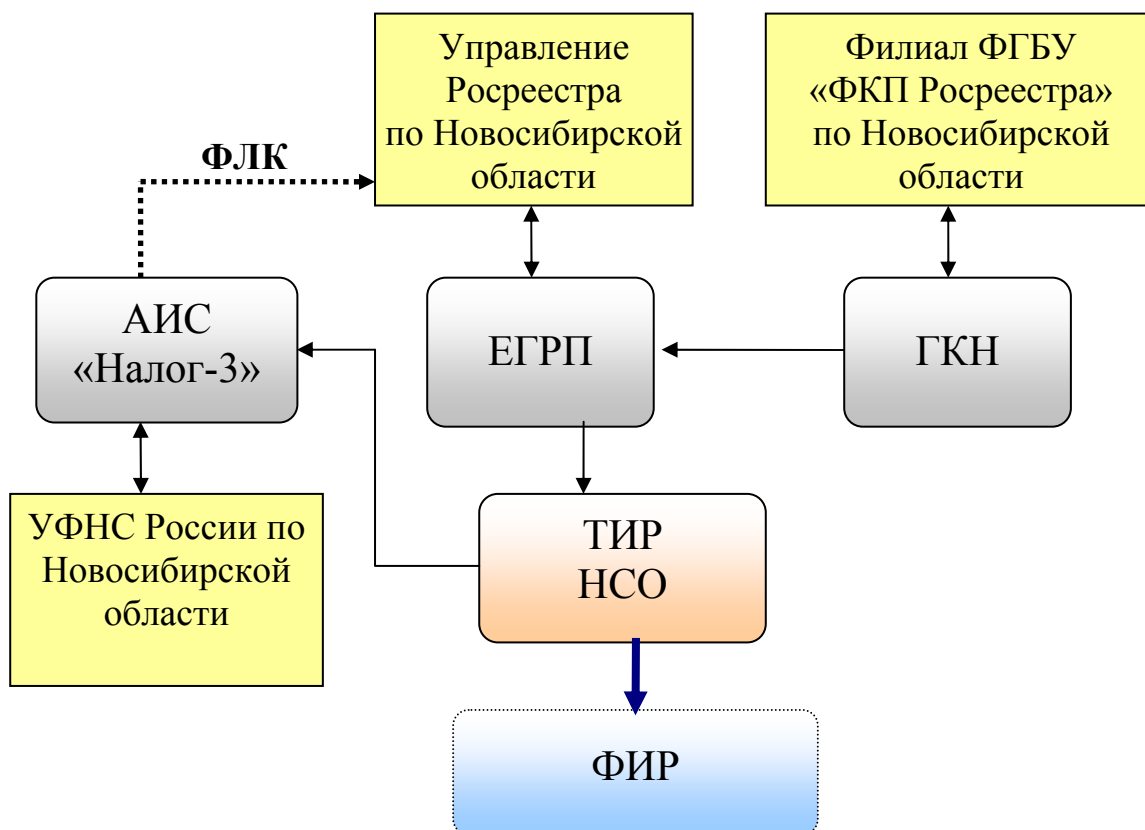 Управление
Росреестра
по Новосибирской
области
Филиал ФГБУ
«ФКП Росреестра»
по Новосибирской
области
ФЛК
АИС
«Налог-3»
ЕГРП
ГКН
УФНС России по
Новосибирской
области
ТИР
НСО
ФИР